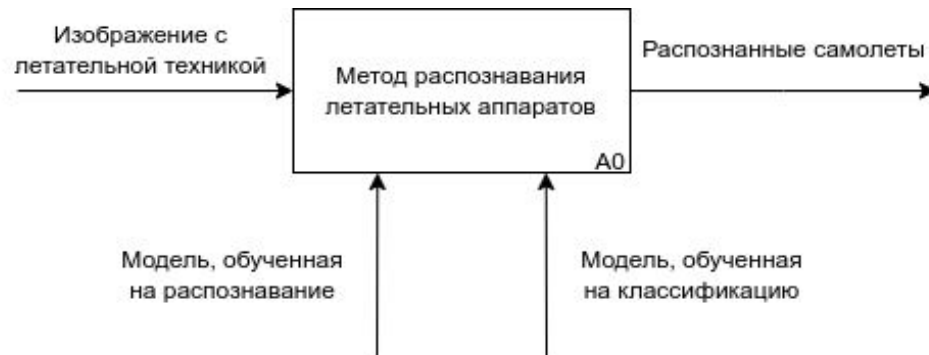 Изображение с
летательной техникой
Метод распознавания
летательных аппаратов
A0
Распознанные самолеты
Модель, обученная
на распознавание
Модель, обученная
на классификацию